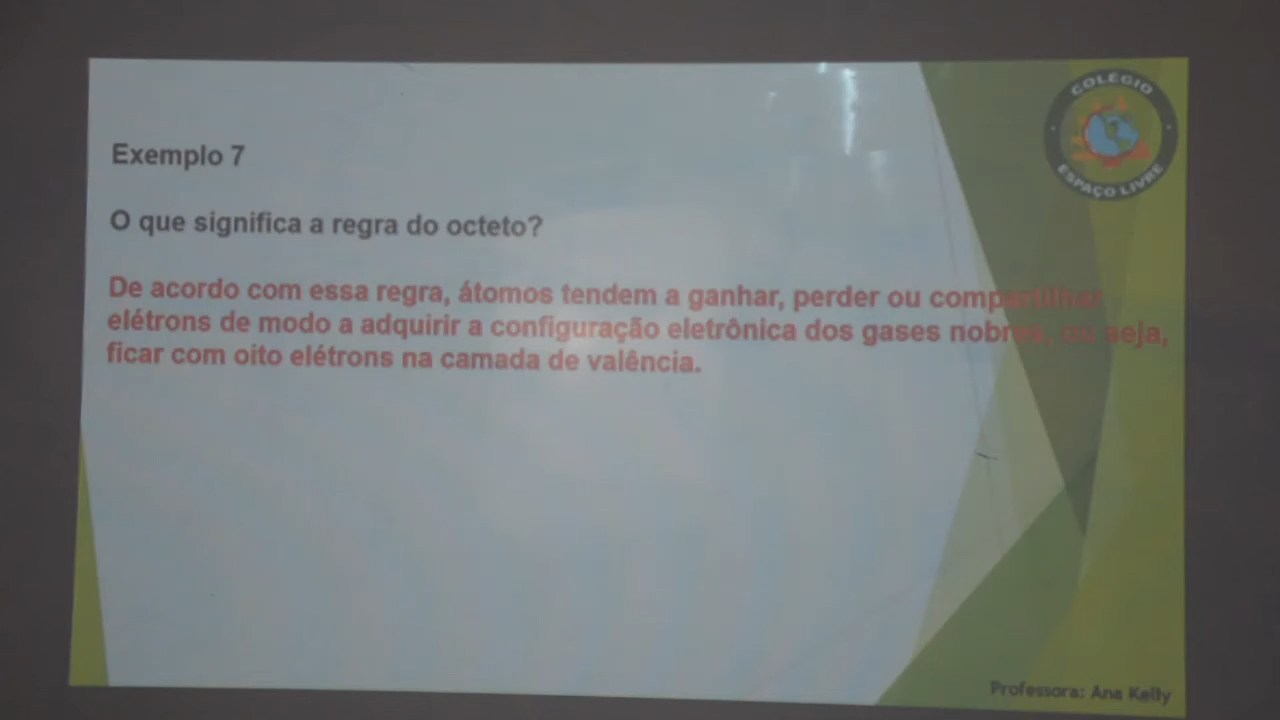 COLÉGIO
ESPAÇO LIVRE
Exemplo 7
O que significa a regra do octeto?
De acordo com essa regra, átomos tendem a ganhar, perder ou compartilhar
elétrons de modo a adquirir a configuração eletrônica dos gases nobres, ou seja,
ficar com oito elétrons na camada de valência.
Professora: Ana Kelly